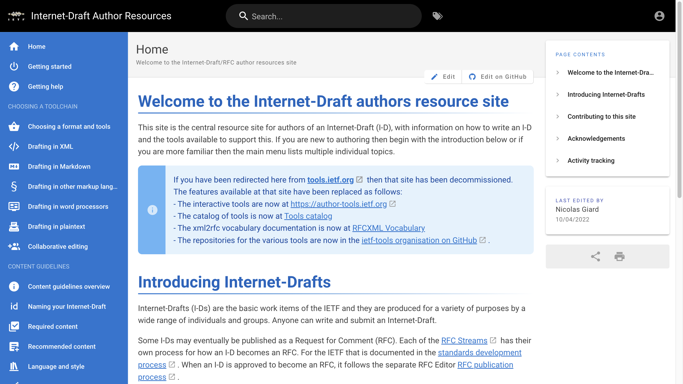 Internet-Draft Author Resources
Search...
Home
Getting started
Getting help
CHOOSING A TOOLCHAIN
Choosing a format and tools
Drafting in XML
Drafting in Markdown
Drafting in other markup lang...
Drafting in word processors
Drafting in plaintext
Collaborative editing
CONTENT GUIDELINES
Content guidelines overview
Naming your Internet-Draft
Required content
Recommended content
Language and style
Home
Welcome to the Internet-Draft/RFC author resources site
Edit
Edit on GitHub
Welcome to the Internet-Draft authors resource site
This site is the central resource site for authors of an Internet-Draft (I-D), with information on how to write an I-D
and the tools available to support this. If you are new to authoring then begin with the introduction below or if
you are more familiar then the main menu lists multiple individual topics.
If you have been redirected here from tools.ietf.org then that site has been decommissioned.
The features available at that site have been replaced as follows:
- The interactive tools are now at https://author-tools.ietf.org
- The catalog of tools is now at Tools catalog
- The xml2rfc vocabulary documentation is now at RFCXML Vocabulary
- The repositories for the various tools are now in the ietf-tools organisation on GitHub .
Introducing Internet-Drafts
Internet-Drafts (I-Ds) are the basic work items of the IETF and they are produced for a variety of purposes by a
wide range of individuals and groups. Anyone can write and submit an Internet-Draft.
Some I-Ds may eventually be published as a Request for Comment (RFC). Each of the RFC Streams has their
own process for how an I-D becomes an RFC. For the IETF that is documented in the standards development
process . When an I-D is approved to become an RFC, it follows the separate RFC Editor RFC publication
process .
PAGE CONTENTS
Welcome to the Internet-Dra...
Introducing Internet-Drafts
Contributing to this site
Acknowledgements
Activity tracking
LAST EDITED BY
Nicolas Giard
10/04/2022